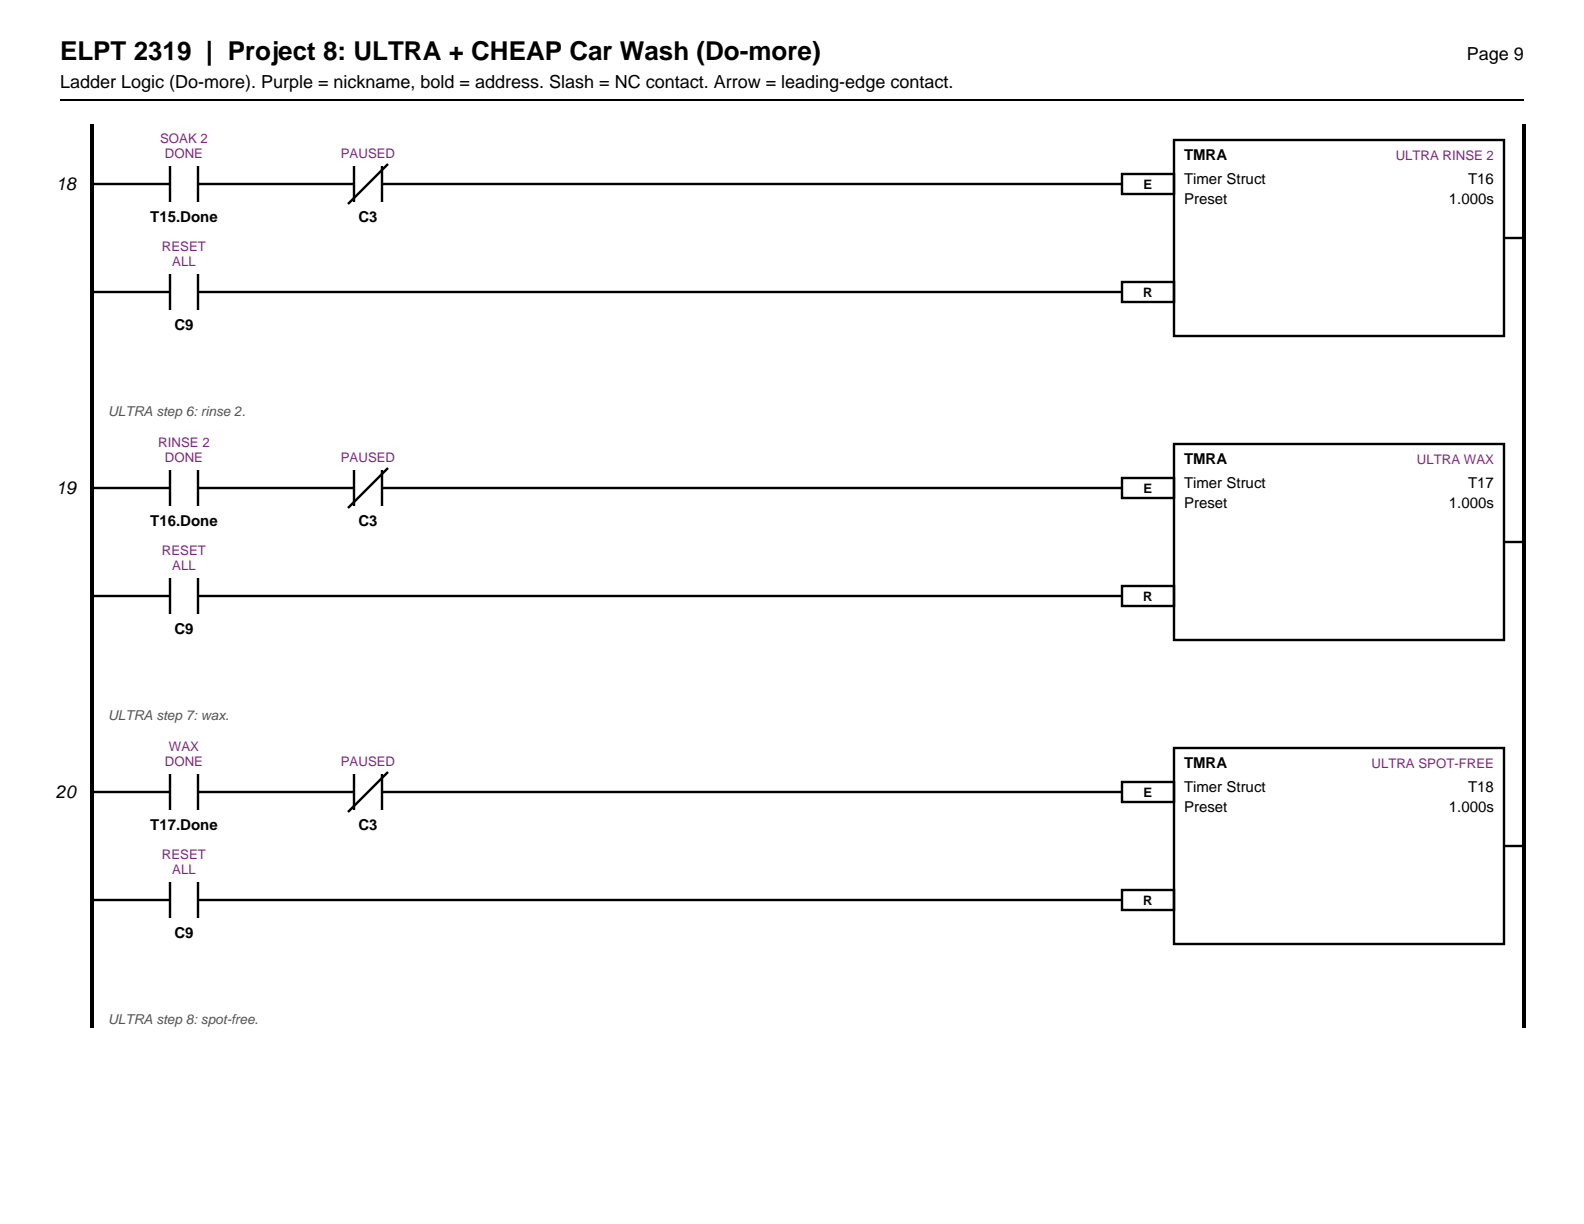 ELPT 2319 | Project 8: ULTRA + CHEAP Car Wash (Do-more)
Page 9
Ladder Logic (Do-more). Purple = nickname, bold = address. Slash = NC contact. Arrow = leading-edge contact.
18
SOAK 2
DONE
T15.Done
PAUSED
C3
E
TMRA ULTRA RINSE 2
Timer Struct T16
Preset 1.000s
RESET
ALL
C9
R
ULTRA step 6: rinse 2.
19
RINSE 2
DONE
T16.Done
PAUSED
C3
E
TMRA ULTRA WAX
Timer Struct T17
Preset 1.000s
RESET
ALL
C9
R
ULTRA step 7: wax.
20
WAX
DONE
T17.Done
PAUSED
C3
E
TMRA ULTRA SPOT-FREE
Timer Struct T18
Preset 1.000s
RESET
ALL
C9
R
ULTRA step 8: spot-free.